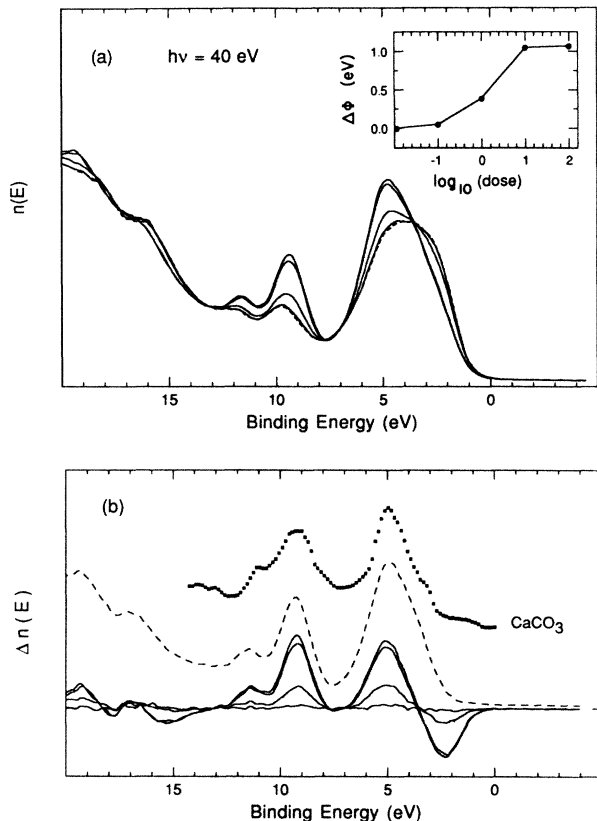 (a)
hν = 40 eV
ΔΦ (eV)
1.0
0.5
0.0
-1 0 1 2
log10 (dose)
n(E)
15 10 5 0
Binding Energy (eV)
(b)
CaCO3
Δn(E)
15 10 5 0
Binding Energy (eV)